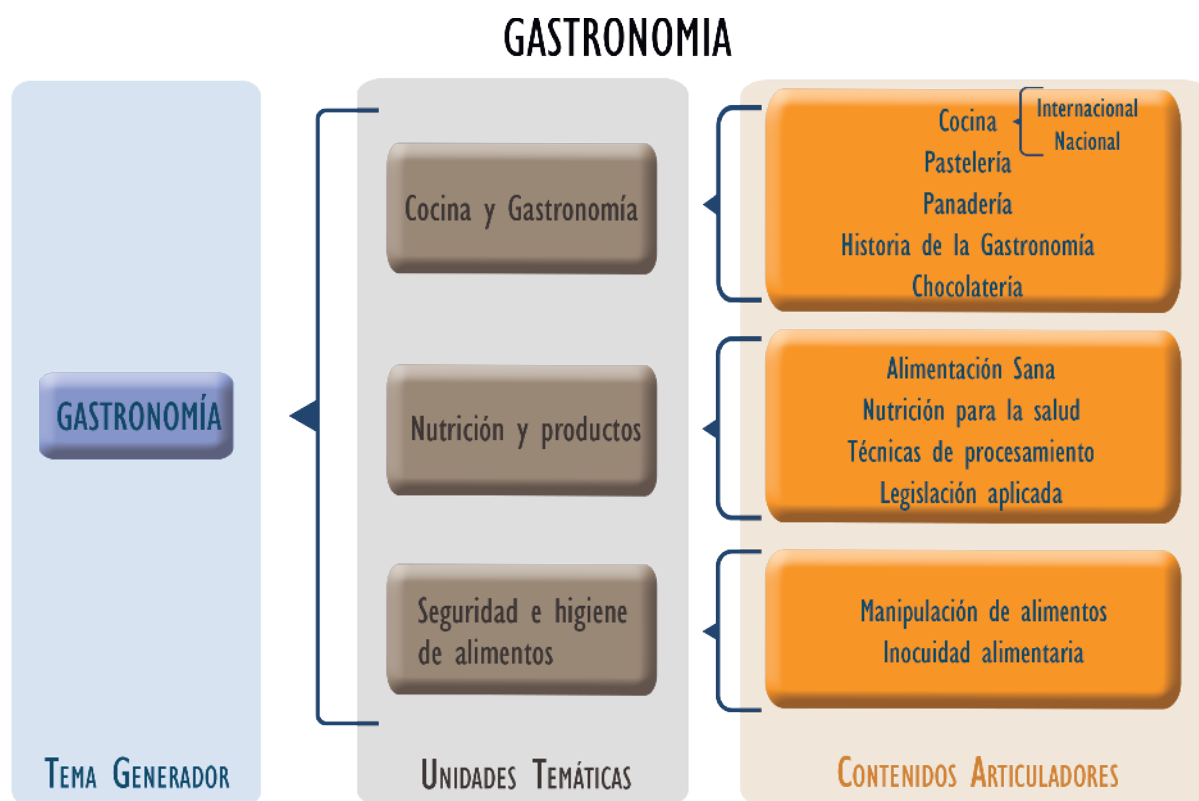 GASTRONOMIA
GASTRONOMÍA
TEMA GENERADOR
Cocina y Gastronomía
Nutrición y productos
Seguridad e higiene
de alimentos
UNIDADES TEMÁTICAS
Cocina
Internacional
Nacional
Pastelería
Panadería
Historia de la Gastronomía
Chocolatería
Alimentación Sana
Nutrición para la salud
Técnicas de procesamiento
Legislación aplicada
Manipulación de alimentos
Inocuidad alimentaria
CONTENIDOS ARTICULADORES